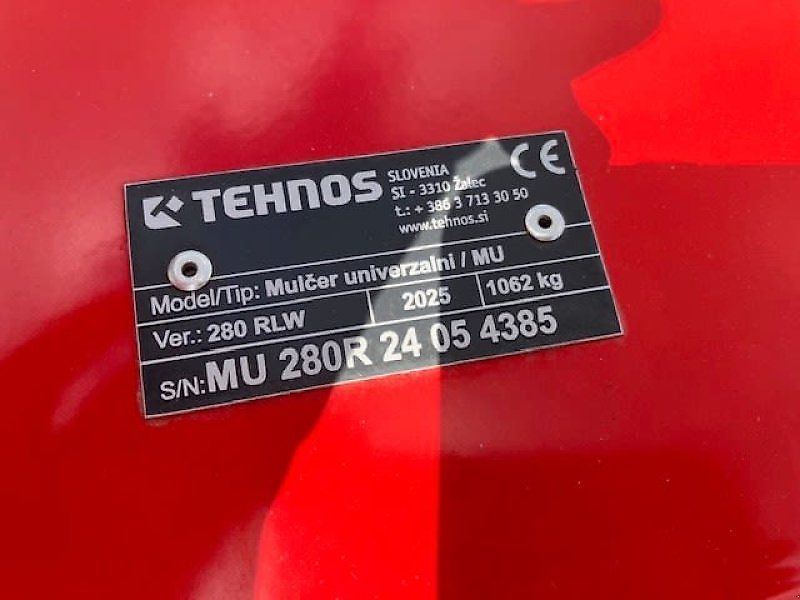 TEHNOS
SLOVENIA
SI - 3310 Žalec
t.: + 386 3 713 30 50
www.tehnos.si
CE
Model/Tip: Mulčer univerzalni / MU
Ver.: 280 RLW 2025 1062 kg
S/N: MU 280R 24 05 4385